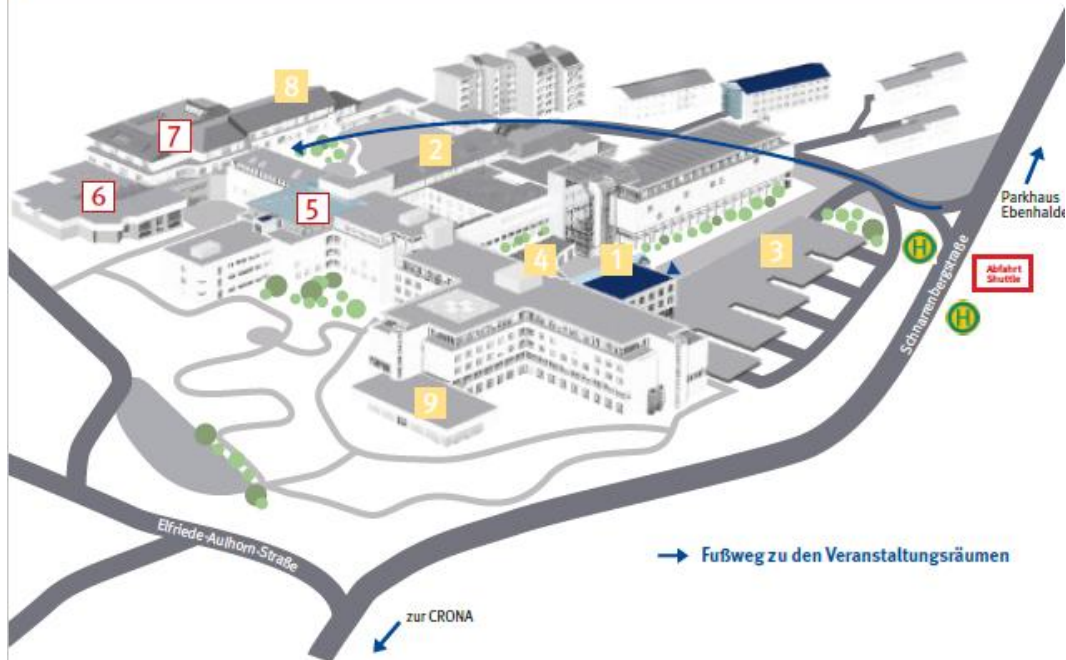 8
7
2
6
5
Parkhaus
Ebenhalde
H
4
1
3
Abfahrt
Shuttle
H
Schnarrenbergstraße
9
Elfriede-Aulhorn-Straße
Fußweg zu den Veranstaltungsräumen
zur CRONA